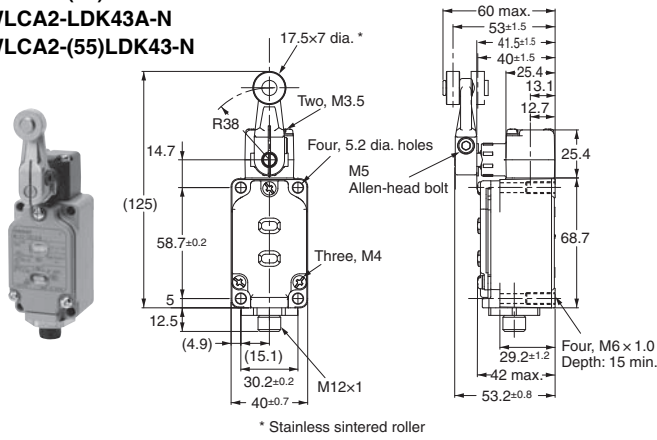 VLCA2-LDK43A-N
VLCA2-(55)LDK43-N
17.5×7 dia. *
R38
Two, M3.5
Four, 5.2 dia. holes
14.7
(125)
58.7±0.2
Three, M4
5
12.5
(4.9)
(15.1)
30.2±0.2
40±0.7
M12×1
60 max.
53±1.5
41.5±1.5
40±1.5
25.4
13.1
12.7
M5
Allen-head bolt
25.4
68.7
29.2±1.2
42 max.
53.2±0.8
Four, M6 × 1.0
Depth: 15 min.
* Stainless sintered roller